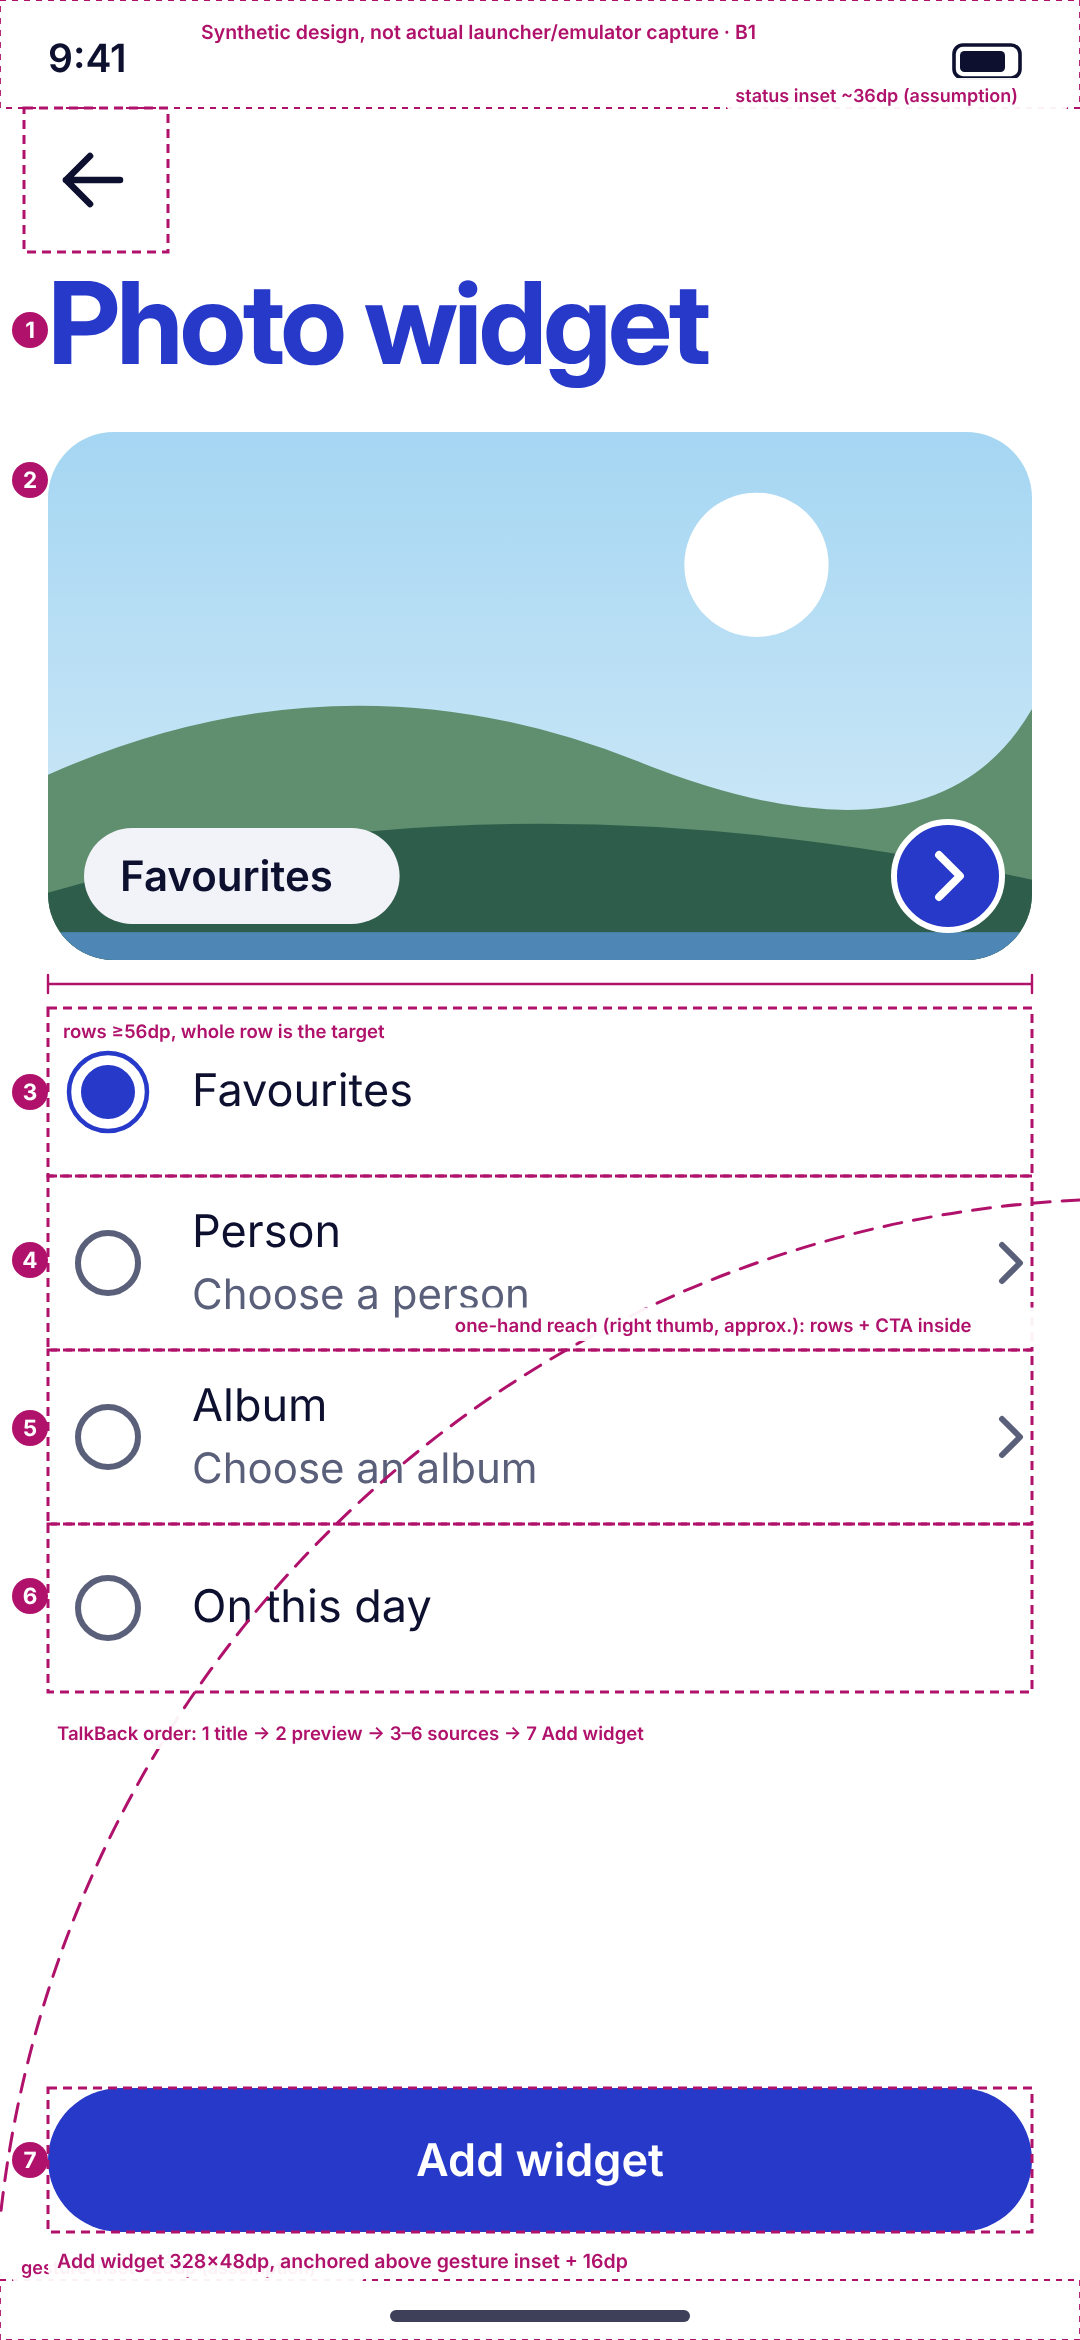 Synthetic design, not actual launcher/emulator capture · B1
9:41
status inset ~36dp (assumption)
1
Photo widget
2
Favourites
rows ≥56dp, whole row is the target
3
Favourites
4
Person
Choose a person
one-hand reach (right thumb, approx.): rows + CTA inside
5
Album
Choose an album
6
On this day
TalkBack order: 1 title → 2 preview → 3–6 sources → 7 Add widget
7
Add widget
Add widget 328×48dp, anchored above gesture inset + 16dp